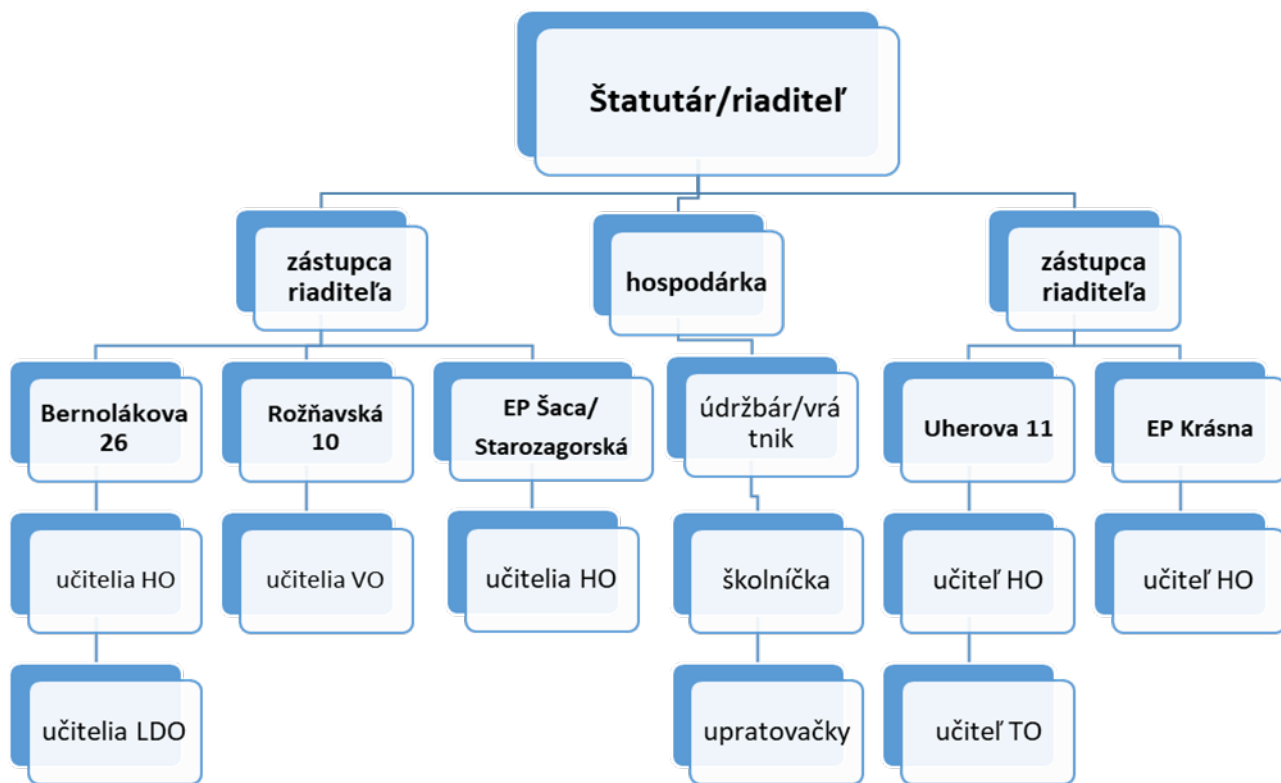 Štatutár/riaditeľ
zástupca
riaditeľa
hospodárka
zástupca
riaditeľa
Bernolákova
26
Rožňavská
10
EP Šaca/
Starozagorská
údržbár/vrá
tnik
Uherova 11
EP Krásna
učitelia HO
učitelia VO
učitelia HO
školníčka
učiteľ HO
učiteľ HO
učitelia LDO
upratovačky
učiteľ TO